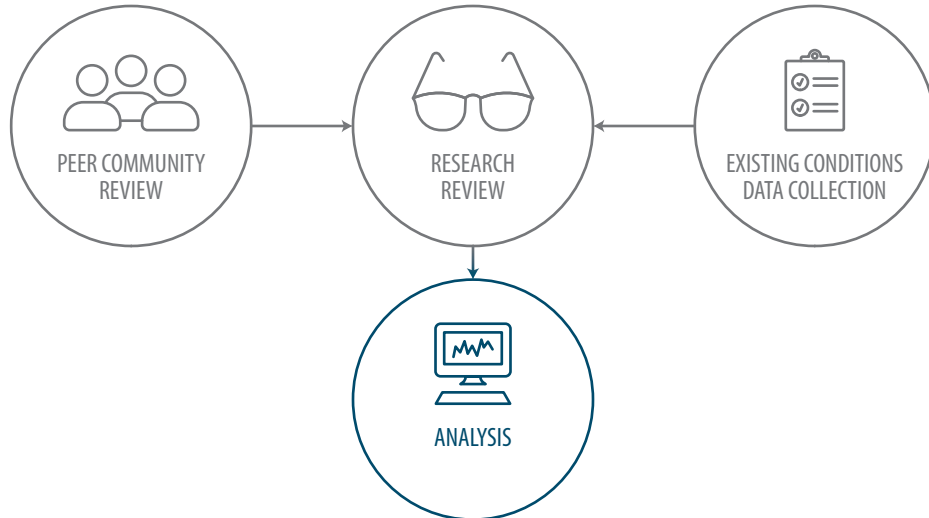 PEER COMMUNITY
REVIEW
RESEARCH
REVIEW
EXISTING CONDITIONS
DATA COLLECTION
ANALYSIS